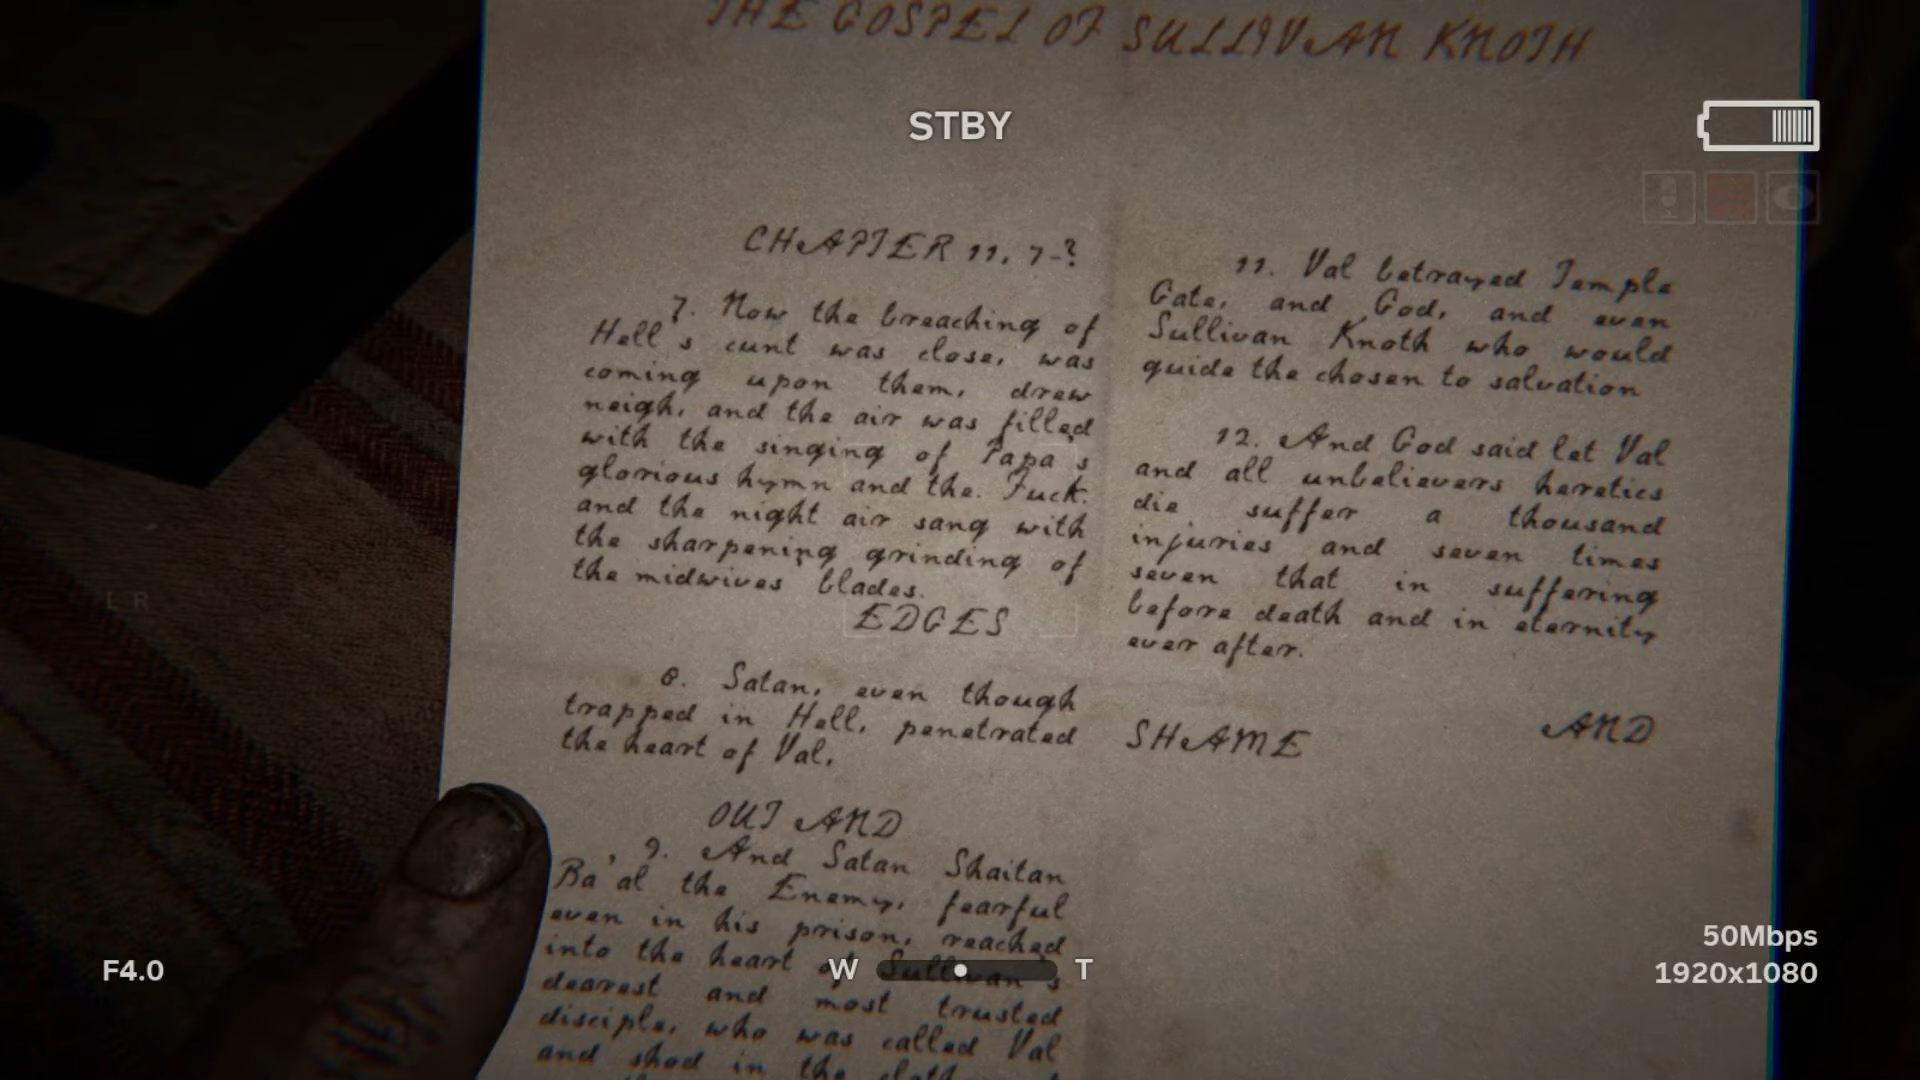 THE GOSPEL OF SULLIVAN KNOTH
STBY
CHAPTER 11, 7-?
7. Now the breaching of
Hell's cunt was close, was
coming upon them, drew
neigh, and the air was filled
with the singing of Papa's
glorious hymn and the. Fuck.
and the night air sang with
the sharpening grinding of
the midwives blades.
EDGES
8. Satan, even though
trapped in Hell, penetrated
the heart of Val,
OUT AND
9. And Satan Shaitan
Ba'al the Enemy, fearful
even in his prison, reached
into the heart of Sullivan's
dearest and most trusted
disciple, who was called Val
and shed in the
11. Val betrayed Temple
Gate, and God, and even
Sullivan Knoth who would
guide the chosen to salvation
12. And God said let Val
and all unbelievers heretics
die suffer a thousand
injuries and seven times
seven that in suffering
before death and in eternity
ever after.
SHAME AND
L R
F4.0
W T
50Mbps
1920x1080